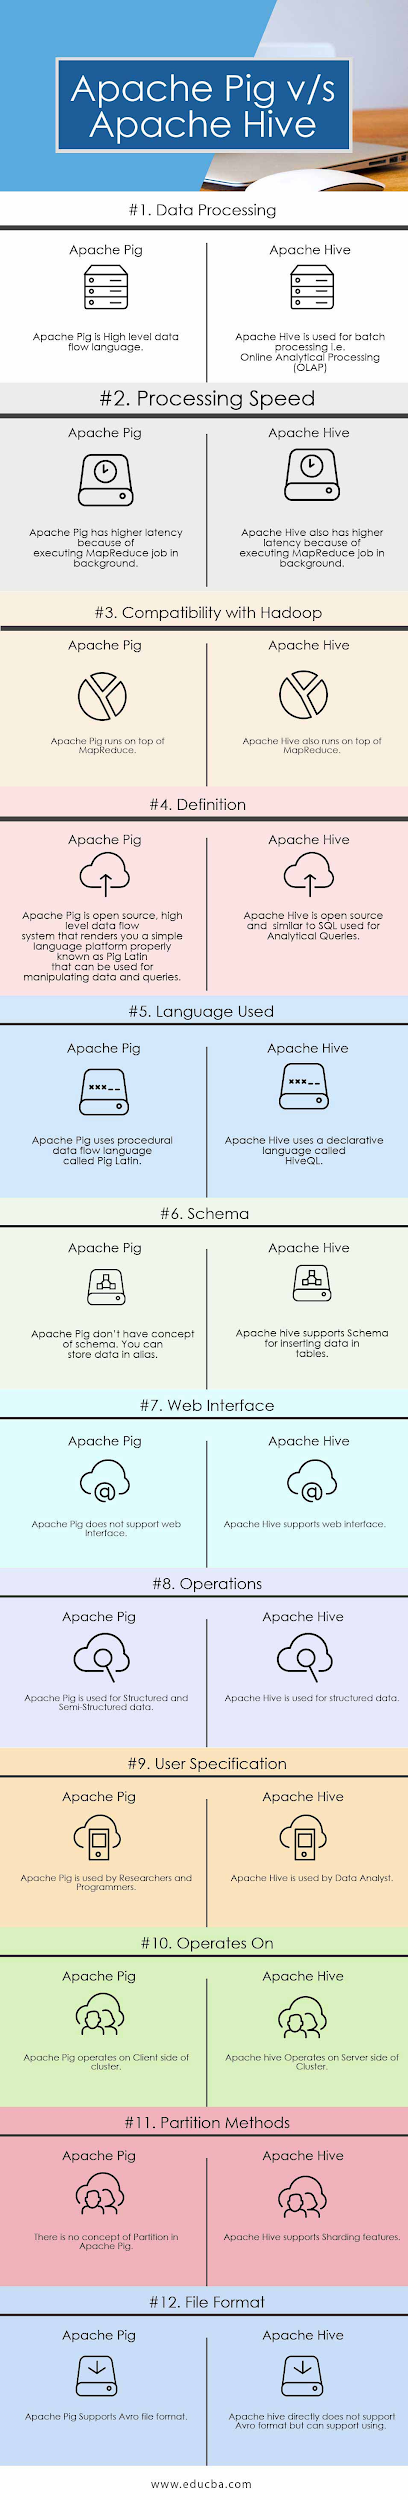 Apache Pig v/s
Apache Hive
#1. Data Processing
Apache Pig
Apache Pig is High level data
flow language.
Apache Hive
Apache Hive is used for batch
processing i.e.
Online Analytical Processing
(OLAP)
#2. Processing Speed
Apache Pig
Apache Pig has higher latency
because of
executing MapReduce job in
background.
Apache Hive
Apache Hive also has higher
latency because of
executing MapReduce job in
background.
#3. Compatibility with Hadoop
Apache Pig
Apache Pig runs on top of
MapReduce.
Apache Hive
Apache Hive also runs on top of
MapReduce.
#4. Definition
Apache Pig
Apache Pig is open source, high
level data flow
system that renders you a simple
language platform properly
known as Pig Latin
that can be used for
manipulating data and queries.
Apache Hive
Apache Hive is open source
and similar to SQL used for
Analytical Queries.
#5. Language Used
Apache Pig
×××__
Apache Pig uses procedural
data flow language
called Pig Latin.
Apache Hive
×××__
Apache Hive uses a declarative
language called
HiveQL.
#6. Schema
Apache Pig
Apache Pig don't have concept
of schema. You can
store data in alias.
Apache Hive
Apache hive supports Schema
for inserting data in
tables.
#7. Web Interface
Apache Pig
@
Apache Pig does not support web
Interface.
Apache Hive
@
Apache Hive supports web interface.
#8. Operations
Apache Pig
Apache Pig is used for Structured and
Semi-Structured data.
Apache Hive
Apache Hive is used for structured data.
#9. User Specification
Apache Pig
Apache Pig is used by Researchers and
Programmers.
Apache Hive
Apache Hive is used by Data Analyst.
#10. Operates On
Apache Pig
Apache Pig operates on Client side of
cluster.
Apache Hive
Apache hive Operates on Server side of
Cluster.
#11. Partition Methods
Apache Pig
There is no concept of Partition in
Apache Pig.
Apache Hive
Apache Hive supports Sharding features.
#12. File Format
Apache Pig
Apache Pig Supports Avro file format.
Apache Hive
Apache hive directly does not support
Avro format but can support using.
www.educba.com